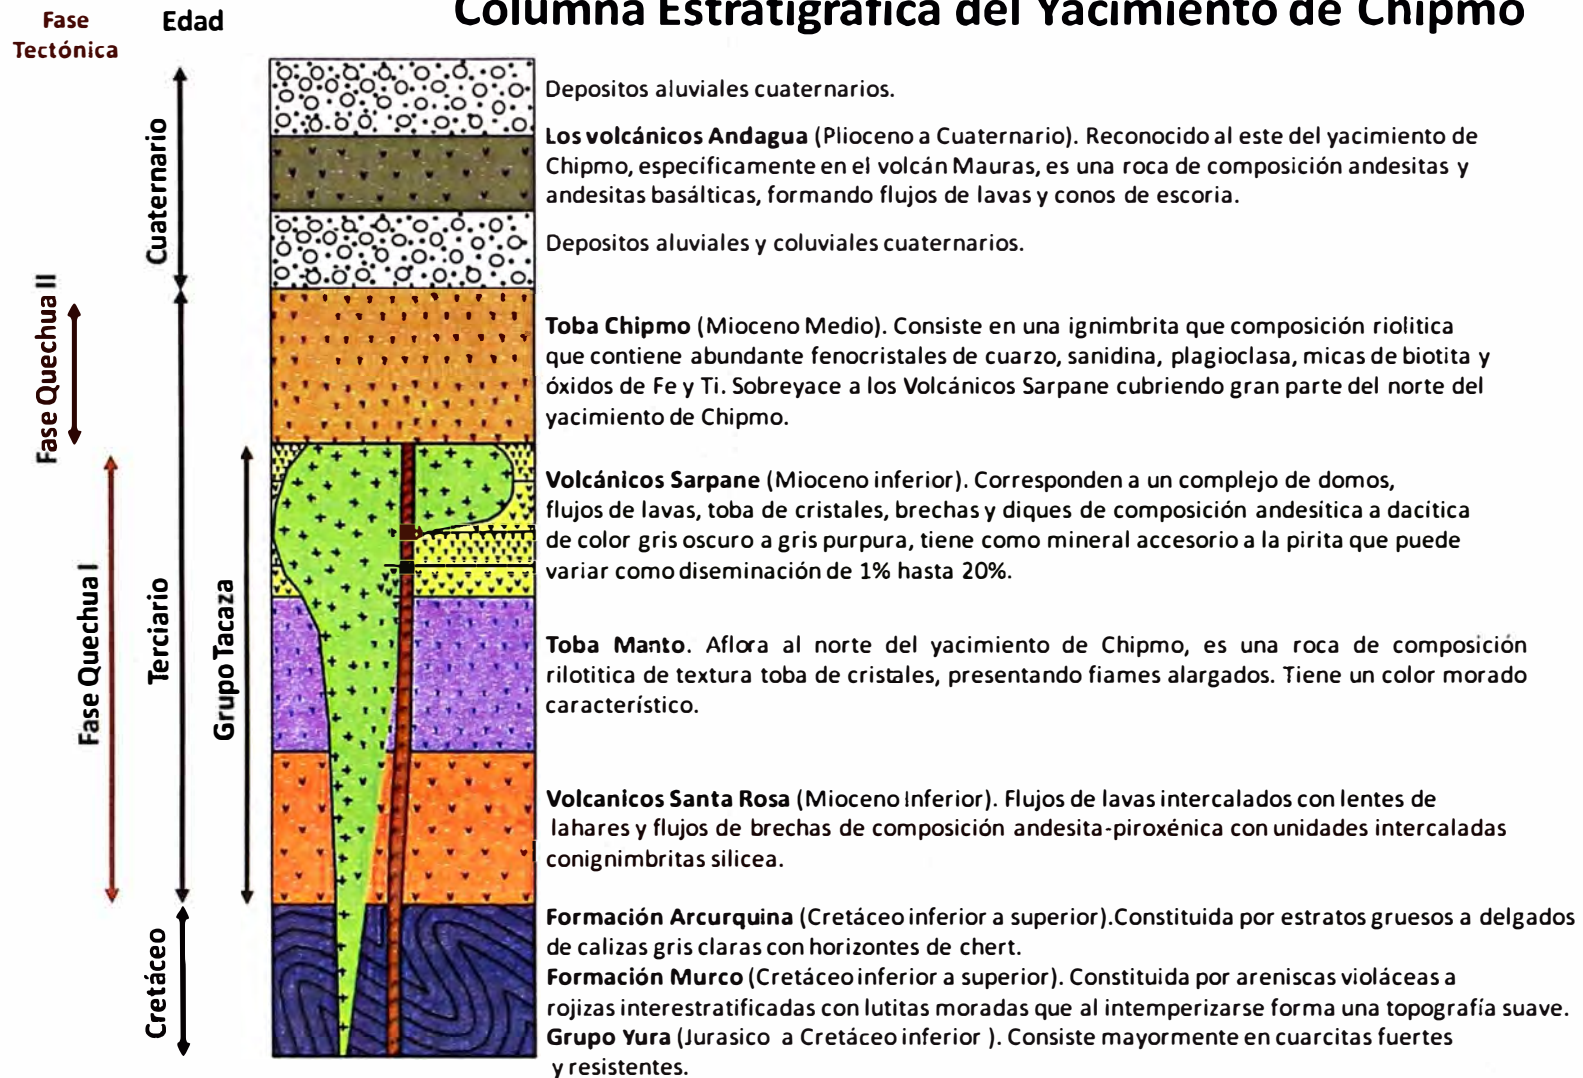 Columna Estratigráfica del Yacimiento de Chipmo
Fase
Tectónica
Edad
Depositos aluviales cuaternarios.
Los volcánicos Andagua (Plioceno a Cuaternario). Reconocido al este del yacimiento de
Chipmo, específicamente en el volcán Mauras, es una roca de composición andesitas y
andesitas basálticas, formando flujos de lavas y conos de escoria.
Depositos aluviales y coluviales cuaternarios.
Toba Chipmo (Mioceno Medio). Consiste en una ignimbrita que composición riolitica
que contiene abundante fenocristales de cuarzo, sanidina, plagioclasa, micas de biotita y
óxidos de Fe y Ti. Sobreyace a los Volcánicos Sarpane cubriendo gran parte del norte del
yacimiento de Chipmo.
Volcánicos Sarpane (Mioceno inferior). Corresponden a un complejo de domos,
flujos de lavas, toba de cristales, brechas y diques de composición andesítica a dacítica
de color gris oscuro a gris purpura, tiene como mineral accesorio a la pirita que puede
variar como diseminación de 1% hasta 20%.
Toba Manto. Aflora al norte del yacimiento de Chipmo, es una roca de composición
rilotitica de textura toba de cristales, presentando fiames alargados. Tiene un color morado
característico.
Volcanicos Santa Rosa (Mioceno Inferior). Flujos de lavas intercalados con lentes de
lahares y flujos de brechas de composición andesita-piroxénica con unidades intercaladas
conignimbritas silicea.
Formación Arcurquina (Cretáceo inferior a superior).Constituida por estratos gruesos a delgados
de calizas gris claras con horizontes de chert.
Formación Murco (Cretáceo inferior a superior). Constituida por areniscas violáceas a
rojizas interestratificadas con lutitas moradas que al intemperizarse forma una topografía suave.
Grupo Yura (Jurasico a Cretáceo inferior ). Consiste mayormente en cuarcitas fuertes
y resistentes.
Fase Quechua II
Fase Quechua I
Cuaternario
Terciario
Cretáceo
Grupo Tacaza